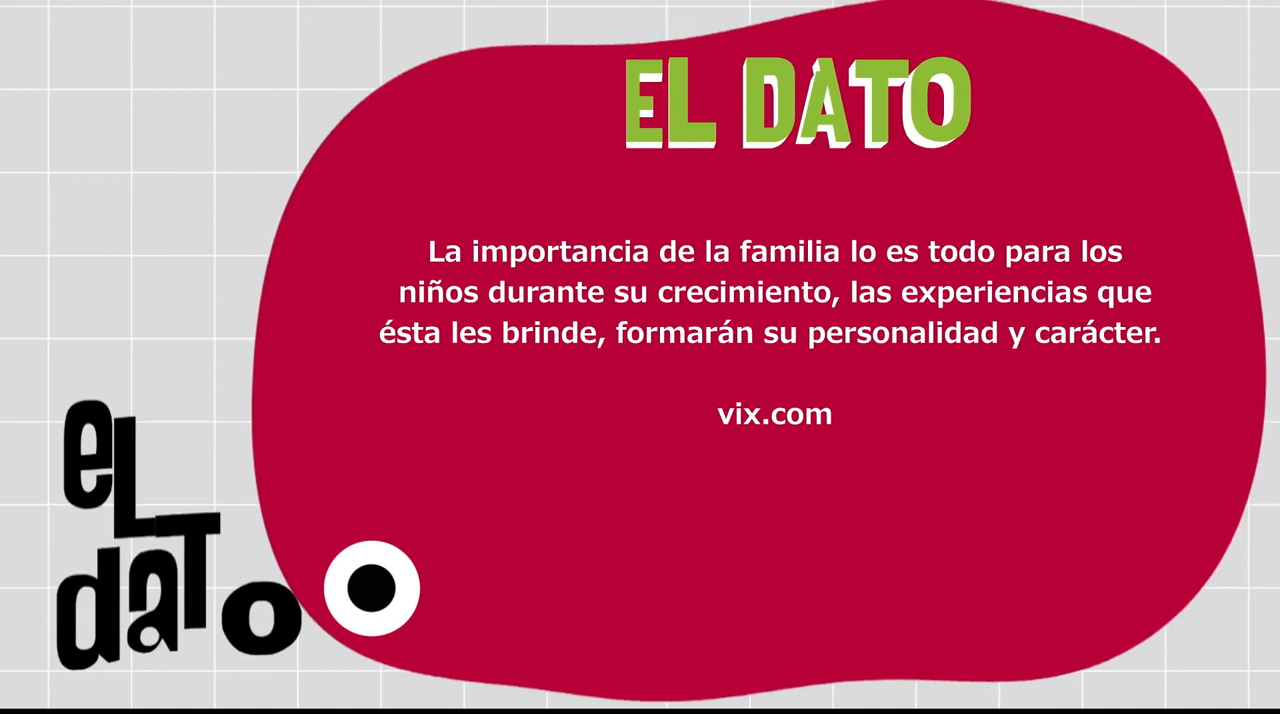 EL DATO
La importancia de la familia lo es todo para los
niños durante su crecimiento, las experiencias que
ésta les brinde, formarán su personalidad y carácter.
vix.com
eL
daTo